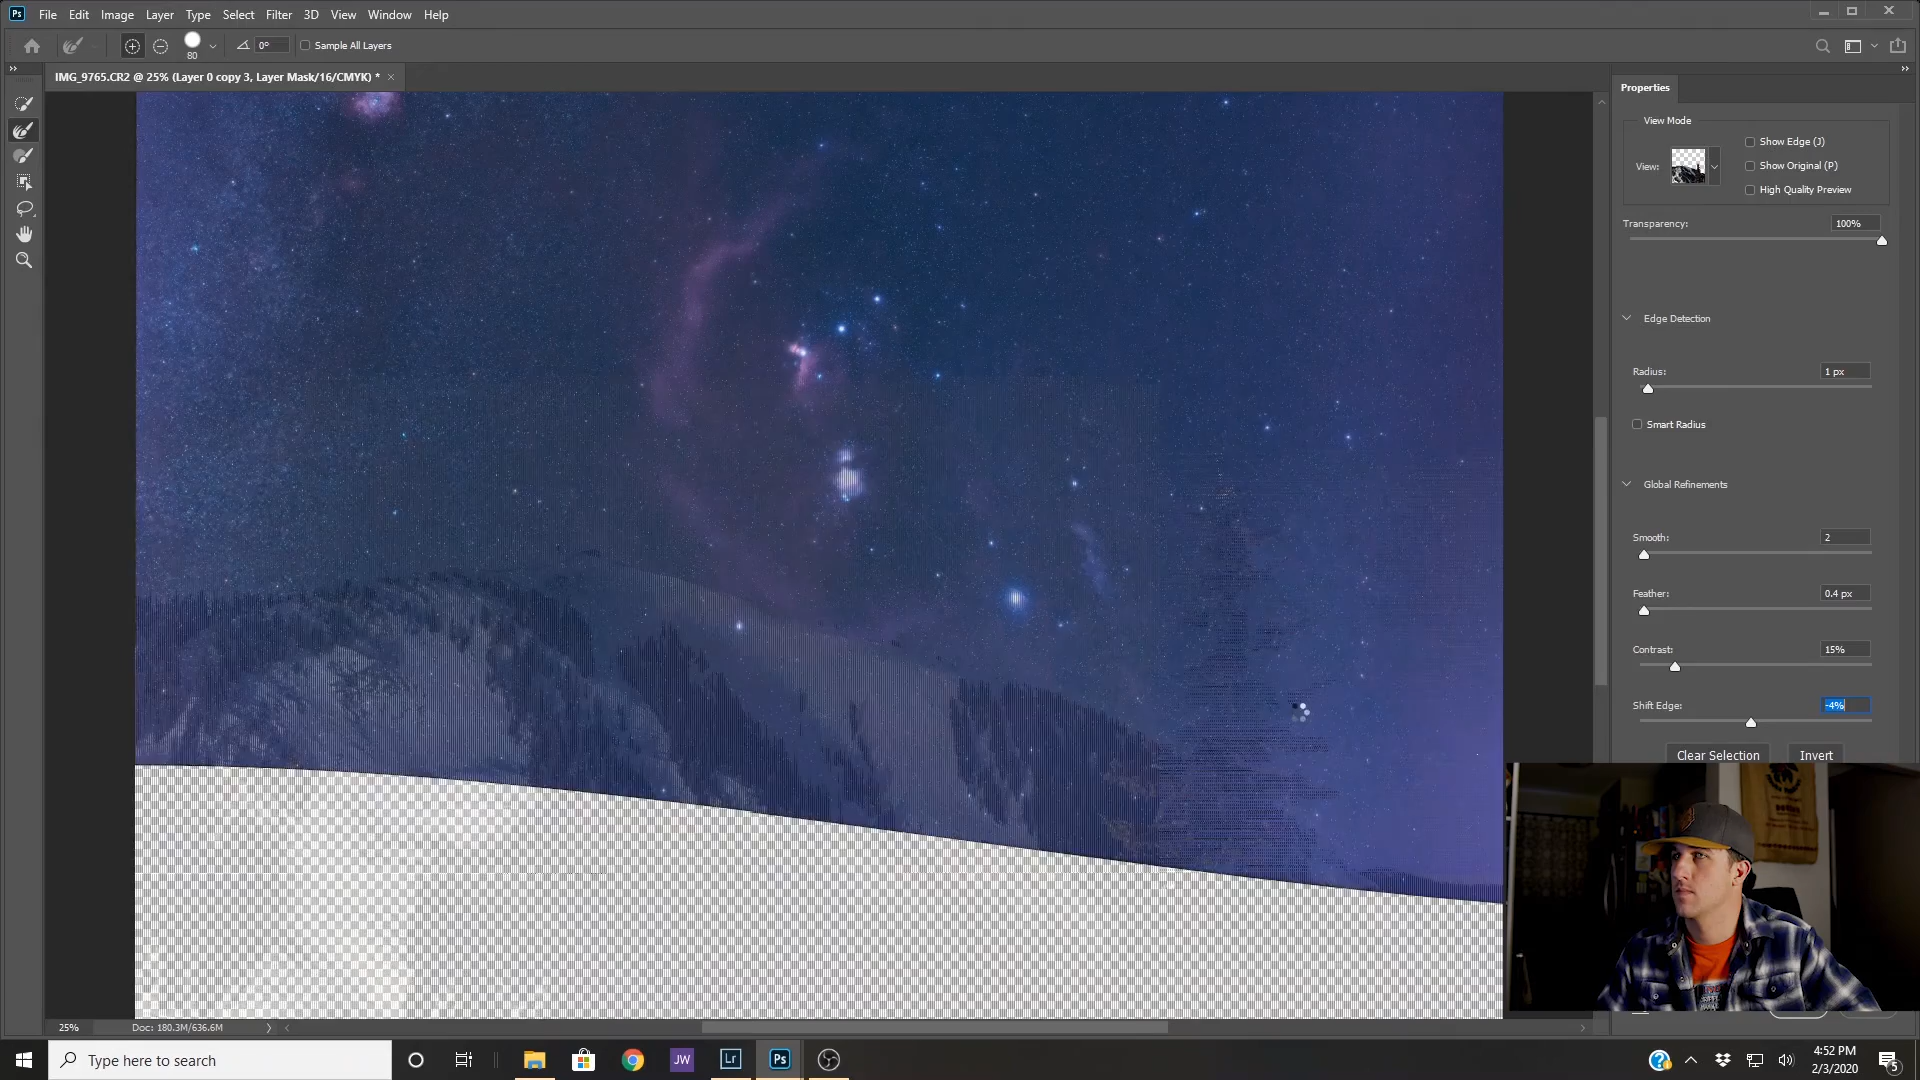 Ps File Edit Image Layer Type Select Filter 3D View Window Help
80 0° Sample All Layers
IMG_9765.CR2 @ 25% (Layer 0 copy 3, Layer Mask/16/CMYK) * ×
Properties
View Mode
View:
Show Edge (J)
Show Original (P)
High Quality Preview
Transparency: 100%
Edge Detection
Radius: 1 px
Smart Radius
Global Refinements
Smooth: 2
Feather: 0.4 px
Contrast: 15%
Shift Edge: -4%
Clear Selection Invert
25% Doc: 180.3M/636.6M
Type here to search
JW Lr Ps
4:52 PM
2/3/2020
5